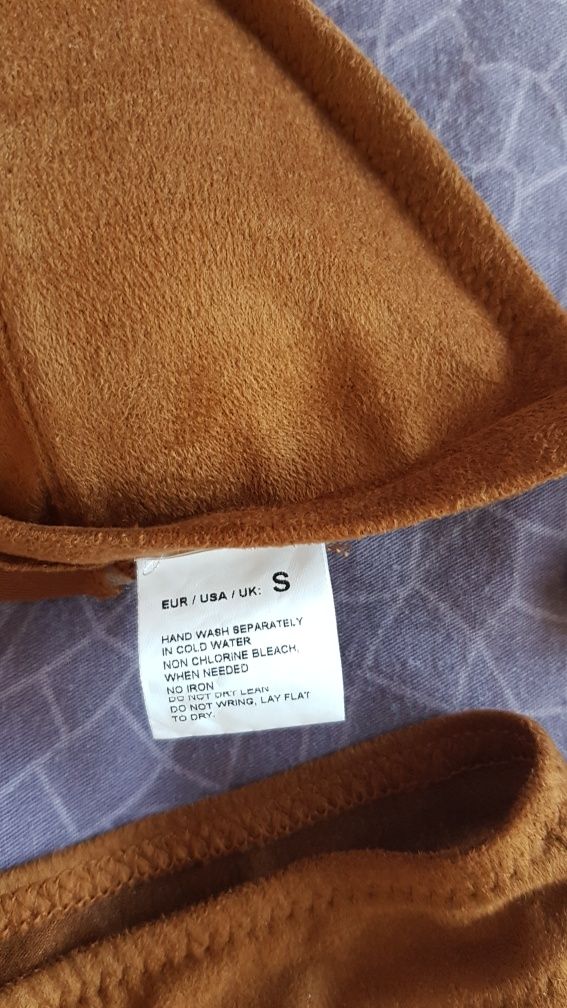 EUR / USA / UK: S
HAND WASH SEPARATELY
IN COLD WATER
NON CHLORINE BLEACH,
WHEN NEEDED
NO IRON
DO NOT DRY LEAN
DO NOT WRING, LAY FLAT
TO DRY.